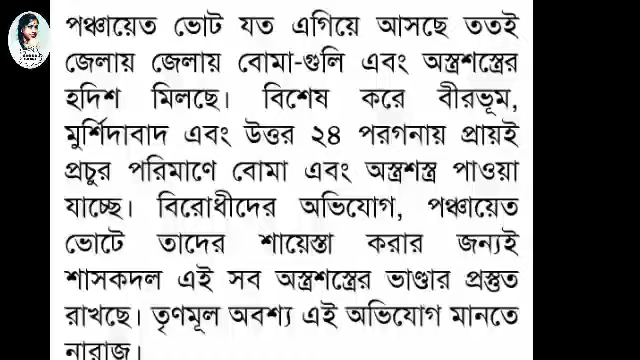 পঞ্চায়েত ভোট যত এগিয়ে আসছে ততই
জেলায় জেলায় বোমা-গুলি এবং অস্ত্রশস্ত্রের
হদিশ মিলছে। বিশেষ করে বীরভূম,
মুর্শিদাবাদ এবং উত্তর ২৪ পরগনায় প্রায়ই
প্রচুর পরিমাণে বোমা এবং অস্ত্রশস্ত্র পাওয়া
যাচ্ছে। বিরোধীদের অভিযোগ, পঞ্চায়েত
ভোটে তাদের শায়েস্তা করার জন্যই
শাসকদল এই সব অস্ত্রশস্ত্রের ভাণ্ডার প্রস্তুত
রাখছে। তৃণমূল অবশ্য এই অভিযোগ মানতে
নারাজ।